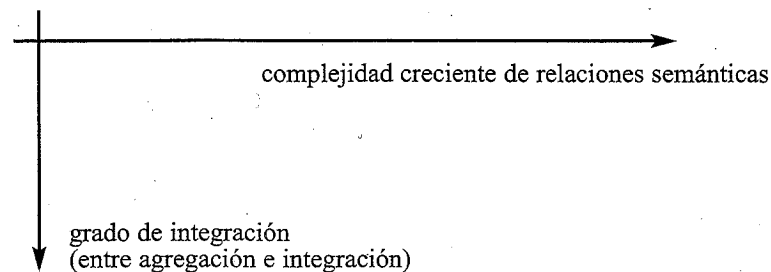 complejidad creciente de relaciones semánticas
grado de integración
(entre agregación e integración)